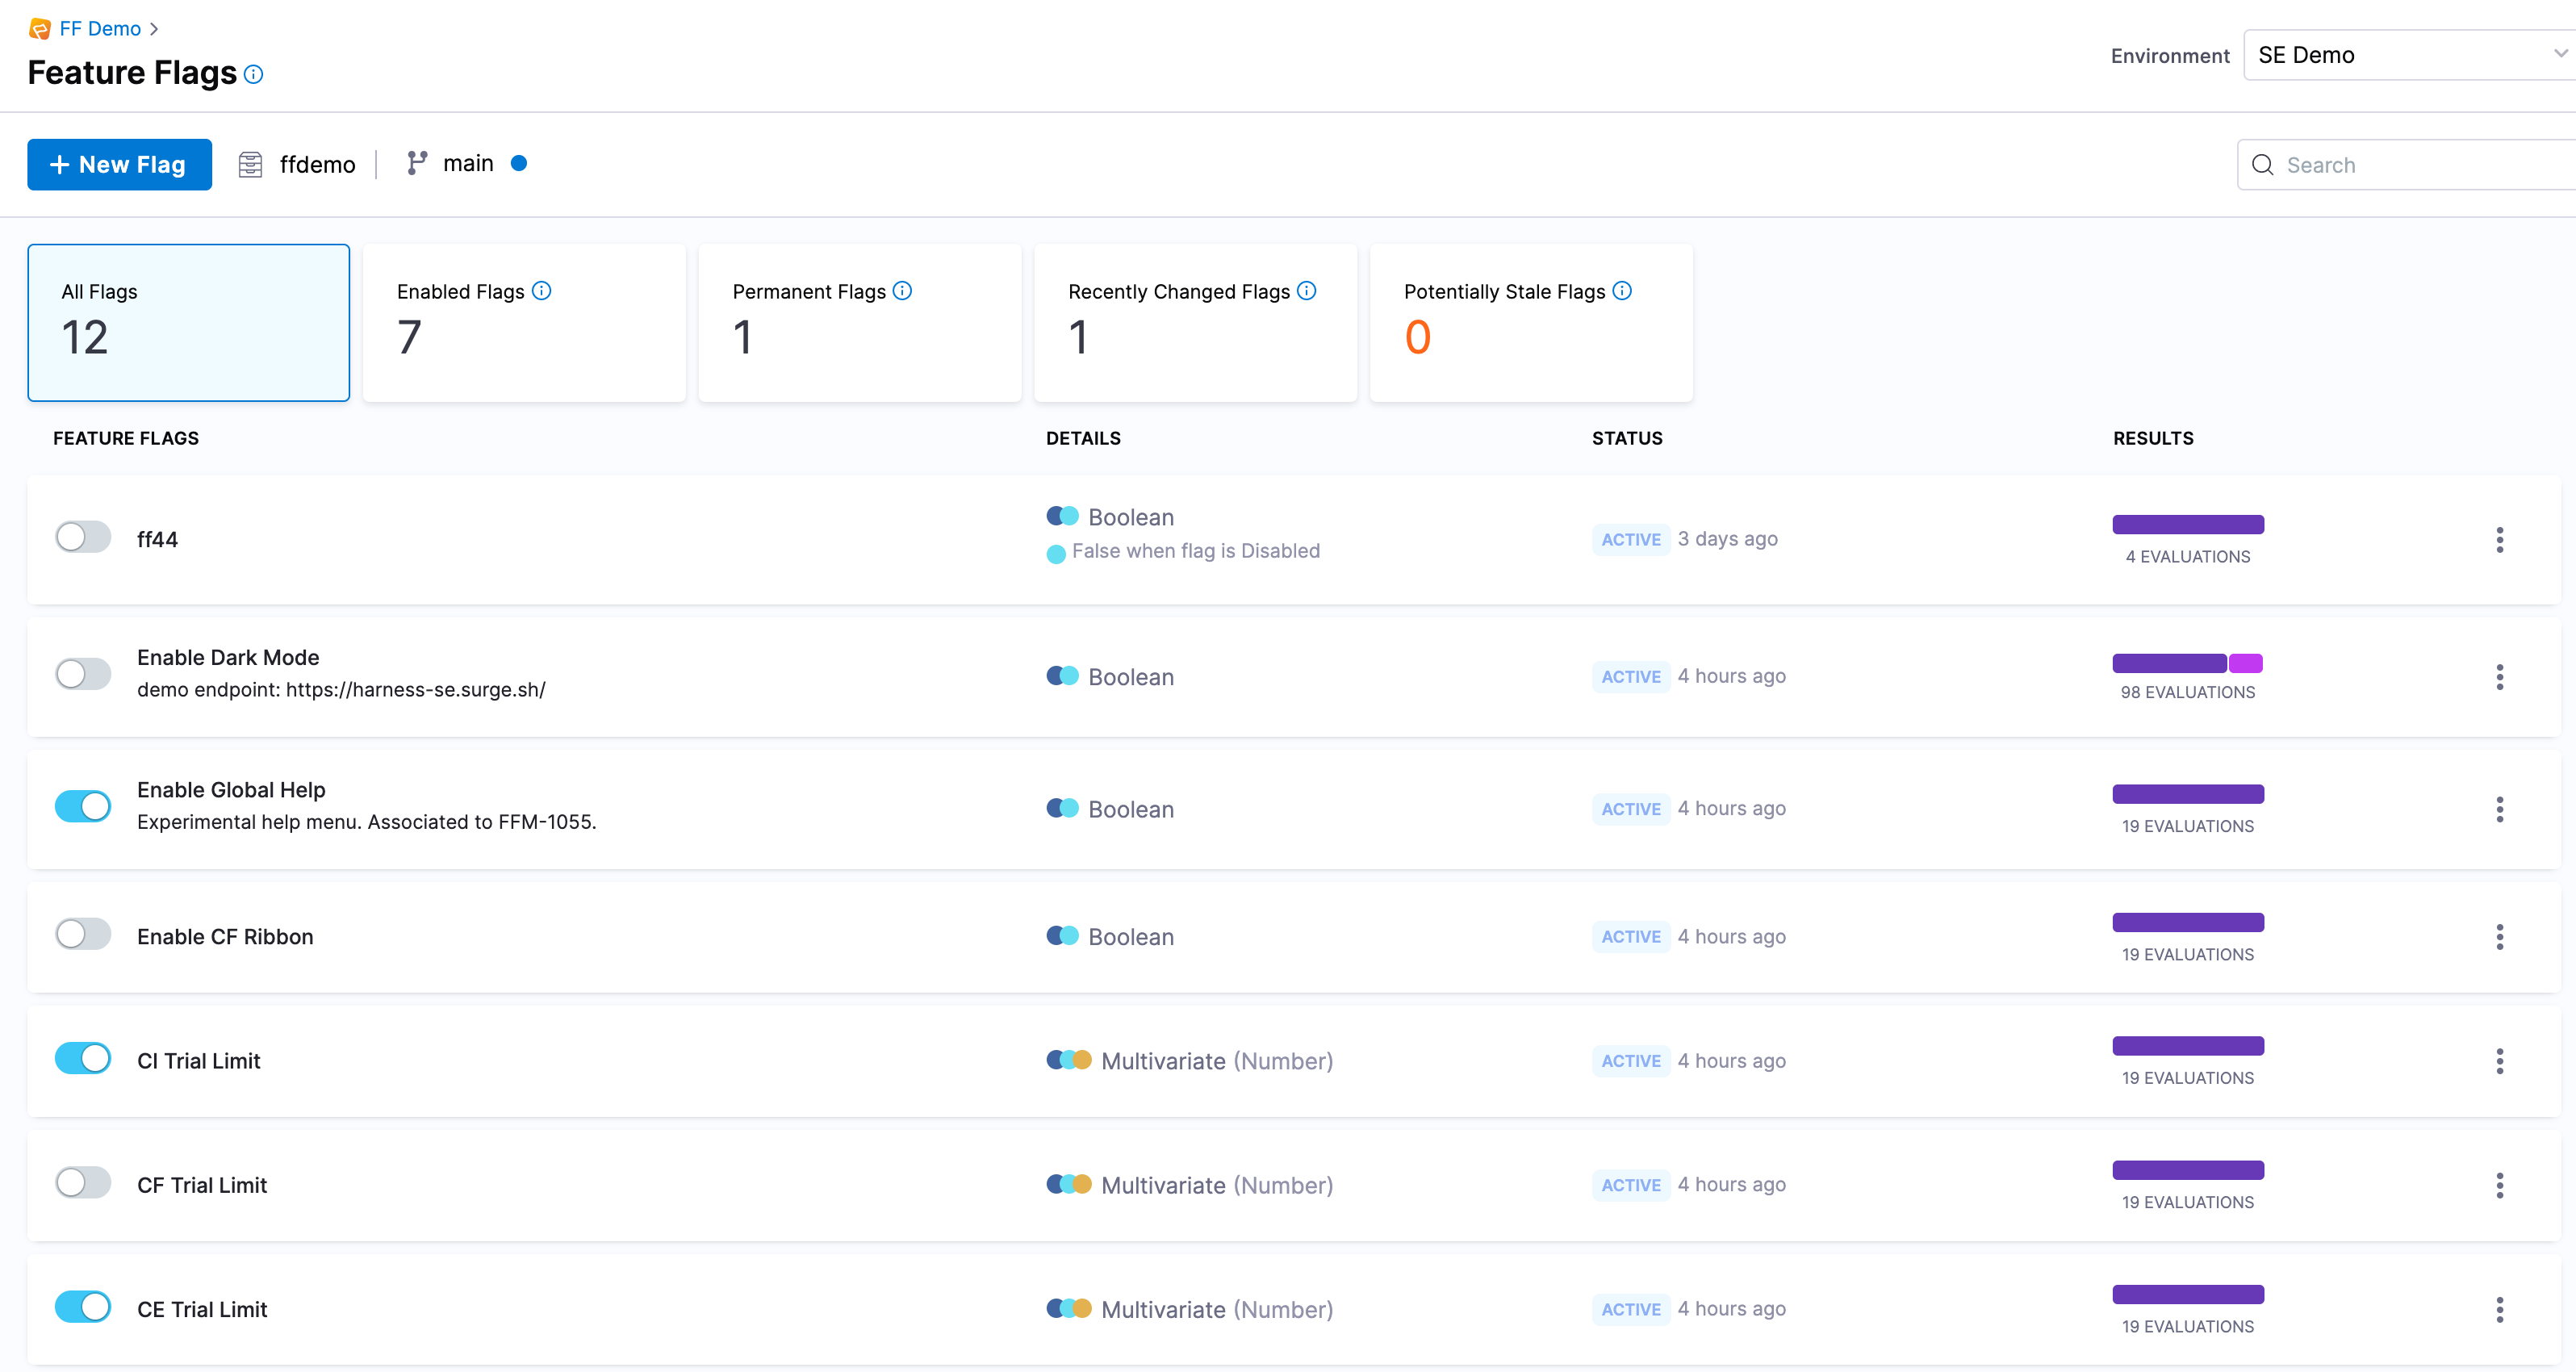 FF Demo
Feature Flags
Environment
SE Demo
New Flag
ffdemo
main
Search
All Flags
12
Enabled Flags
7
Permanent Flags
1
Recently Changed Flags
1
Potentially Stale Flags
0
FEATURE FLAGS DETAILS STATUS RESULTS
ff44
Boolean
False when flag is Disabled
ACTIVE 3 days ago
4 EVALUATIONS
Enable Dark Mode
demo endpoint: https://harness-se.surge.sh/
Boolean
ACTIVE 4 hours ago
98 EVALUATIONS
Enable Global Help
Experimental help menu. Associated to FFM-1055.
Boolean
ACTIVE 4 hours ago
19 EVALUATIONS
Enable CF Ribbon
Boolean
ACTIVE 4 hours ago
19 EVALUATIONS
CI Trial Limit
Multivariate (Number)
ACTIVE 4 hours ago
19 EVALUATIONS
CF Trial Limit
Multivariate (Number)
ACTIVE 4 hours ago
19 EVALUATIONS
CE Trial Limit
Multivariate (Number)
ACTIVE 4 hours ago
19 EVALUATIONS